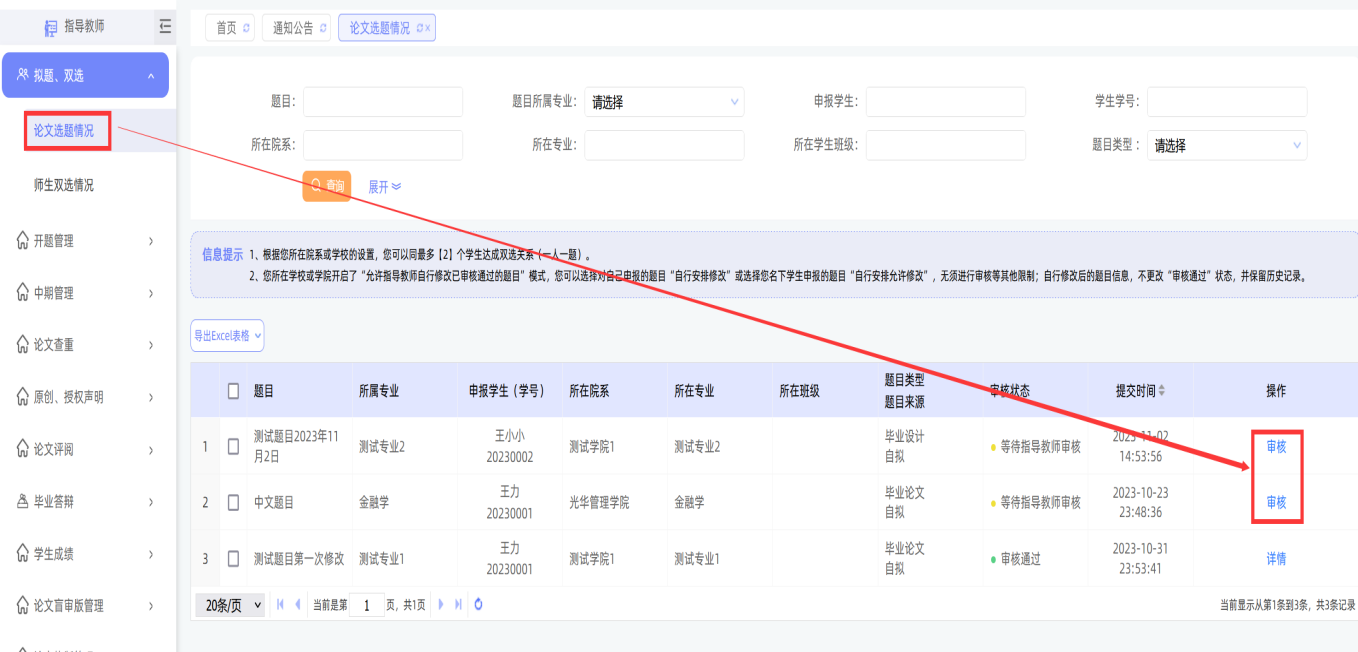 指导教师
首页 通知公告 论文选题情况
拟题、双选
论文选题情况
师生双选情况
开题管理
中期管理
论文查重
原创、授权声明
论文评阅
毕业答辩
学生成绩
论文盲审版管理
题目: 题目所属专业: 请选择 申报学生: 学生学号:
所在院系: 所在专业: 所在学生班级: 题目类型: 请选择
查询 展开
信息提示 1、根据您所在院系或学校的设置,您可以同最多【2】个学生达成双选关系(一人一题)。
2、您所在学校或学院开启了“允许指导教师自行修改已审核通过的题目”模式,您可以选择对自己申报的题目“自行安排修改”或选择您名下学生申报的题目“自行安排允许修改”,无须进行审核等其他限制;自行修改后的题目信息,不更改“审核通过”状态,并保留历史记录。
导出Excel表格
题目 所属专业 申报学生(学号) 所在院系 所在专业 所在班级 题目类型 审核状态 提交时间 操作
题目来源
1 测试题目2023年11 测试专业2 王小小 测试学院1 测试专业2 毕业设计 等待指导教师审核 2023-11-02 审核
月2日 20230002 自拟 14:53:56
2 中文题目 金融学 王力 光华管理学院 金融学 毕业论文 等待指导教师审核 2023-10-23 审核
20230001 自拟 23:48:36
3 测试题目第一次修改 测试专业1 王力 测试学院1 测试专业1 毕业论文 审核通过 2023-10-31 详情
20230001 自拟 23:53:41
20条/页 当前是第 1 页,共1页 当前显示从第1条到3条,共3条记录